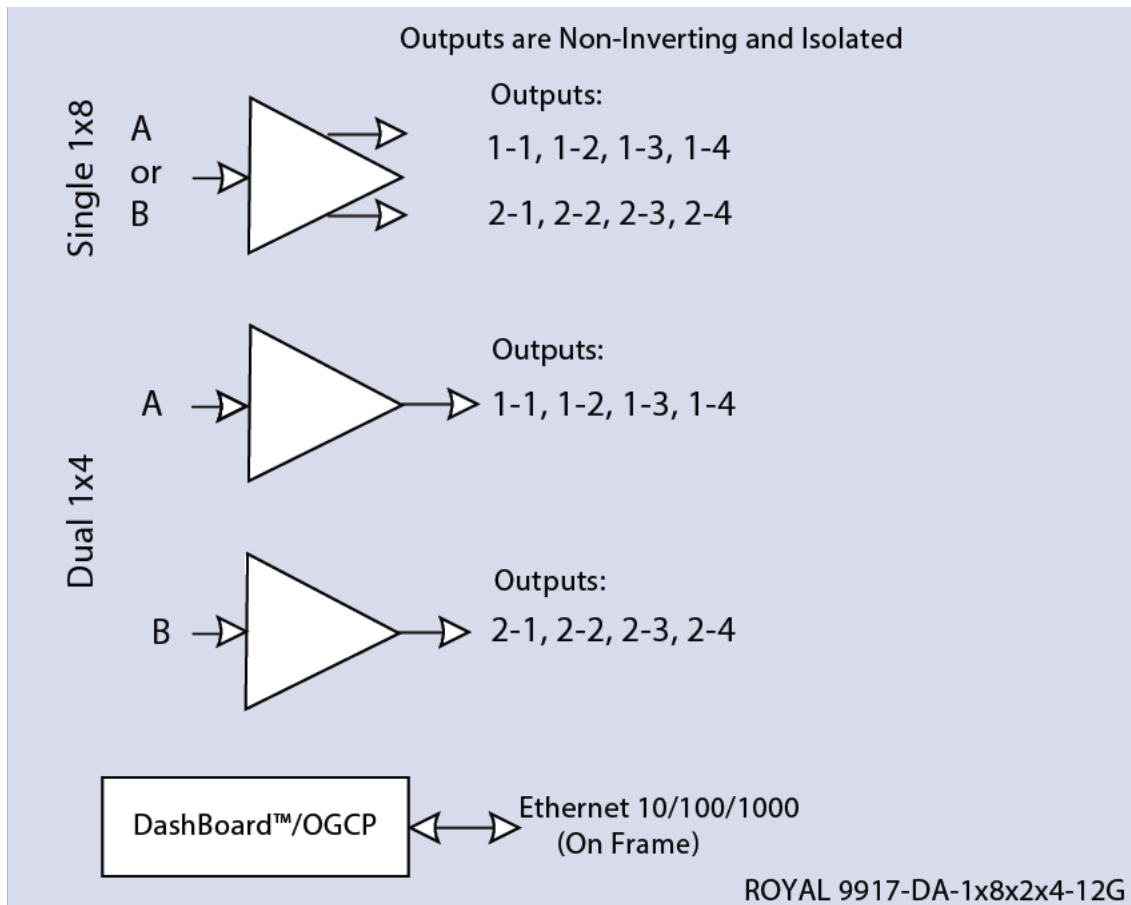 Outputs are Non-Inverting and Isolated
Single 1x8
A
or
B
Outputs:
1-1, 1-2, 1-3, 1-4
2-1, 2-2, 2-3, 2-4
Dual 1x4
A
Outputs:
1-1, 1-2, 1-3, 1-4
B
Outputs:
2-1, 2-2, 2-3, 2-4
DashBoard™/OGCP
Ethernet 10/100/1000
(On Frame)
ROYAL 9917-DA-1x8x2x4-12G